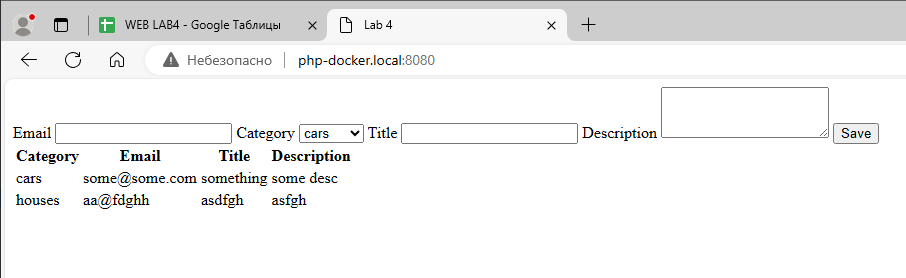 WEB LAB4 - Google Таблицы
Lab 4
Небезопасно php-docker.local:8080
Email Category cars Title Description Save
Category Email Title Description
cars some@some.com something some desc
houses aa@fdghh asdfgh asfgh